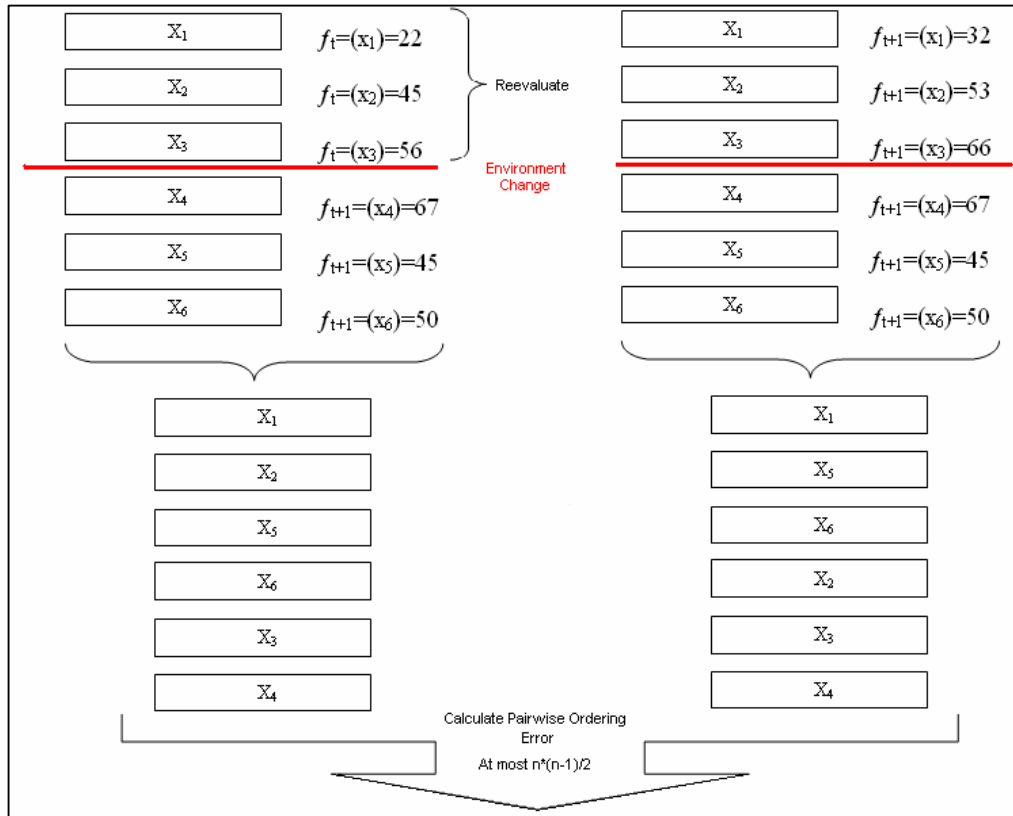 X₁
fₜ=(x₁)=22
X₂
fₜ=(x₂)=45
X₃
fₜ=(x₃)=56
Reevaluate
Environment
Change
X₄
fₜ₊₁=(x₄)=67
X₅
fₜ₊₁=(x₅)=45
X₆
fₜ₊₁=(x₆)=50
X₁
fₜ₊₁=(x₁)=32
X₂
fₜ₊₁=(x₂)=53
X₃
fₜ₊₁=(x₃)=66
X₄
fₜ₊₁=(x₄)=67
X₅
fₜ₊₁=(x₅)=45
X₆
fₜ₊₁=(x₆)=50
X₁
X₂
X₅
X₆
X₃
X₄
X₁
X₅
X₆
X₂
X₃
X₄
Calculate Pairwise Ordering
Error
At most n*(n-1)/2